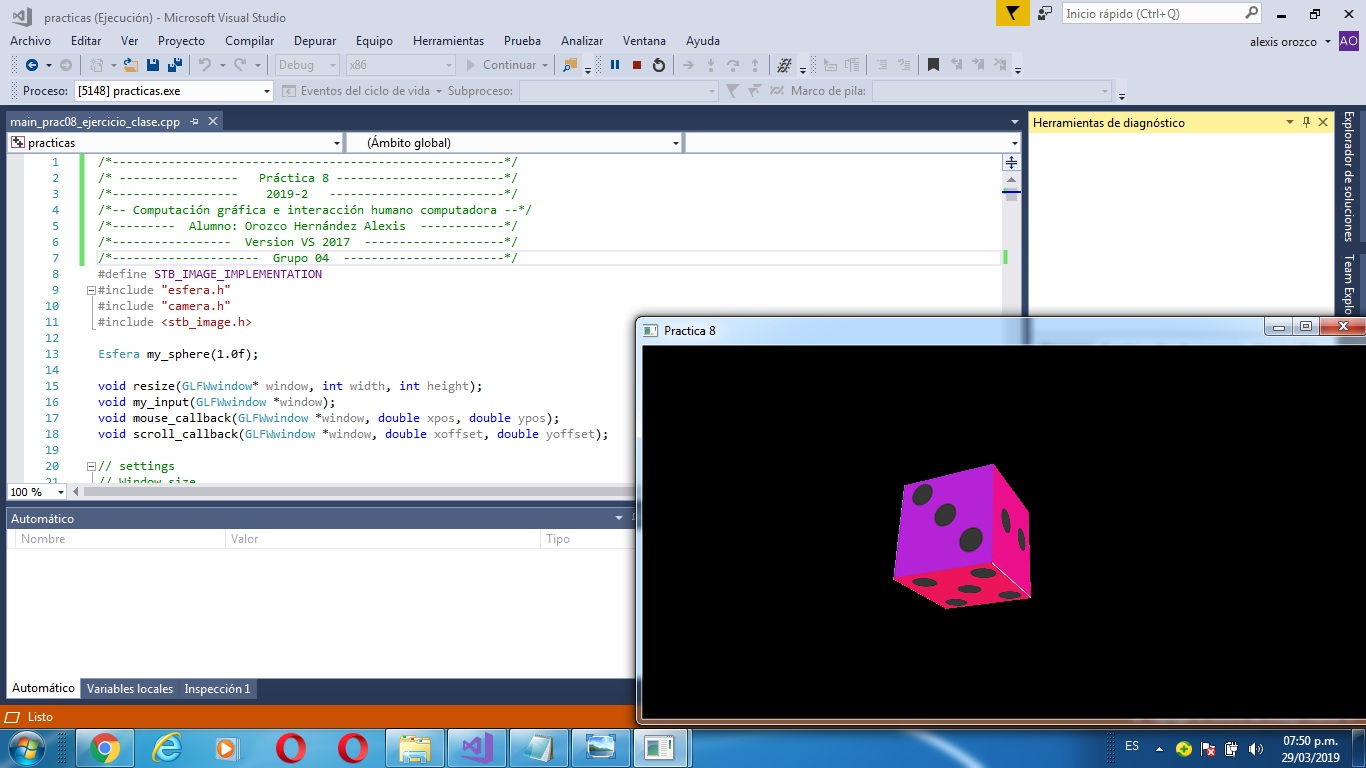 practicas (Ejecución) - Microsoft Visual Studio
Inicio rápido (Ctrl+Q)
Archivo Editar Ver Proyecto Compilar Depurar Equipo Herramientas Prueba Analizar Ventana Ayuda
alexis orozco AO
Debug x86 Continuar
Proceso: [5148] practicas.exe Eventos del ciclo de vida Subproceso: Marco de pila:
main_prac08_ejercicio_clase.cpp
practicas (Ámbito global)
1 /*--------------------------------------------------------*/
2 /* ----------------- Práctica 8 ------------------------*/
3 /*------------------ 2019-2 -------------------------*/
4 /*-- Computación gráfica e interacción humano computadora --*/
5 /*--------- Alumno: Orozco Hernández Alexis ------------*/
6 /*----------------- Version VS 2017 --------------------*/
7 /*--------------------- Grupo 04 -----------------------*/
8 #define STB_IMAGE_IMPLEMENTATION
9 #include "esfera.h"
10 #include "camera.h"
11 #include <stb_image.h>
12
13 Esfera my_sphere(1.0f);
14
15 void resize(GLFWwindow* window, int width, int height);
16 void my_input(GLFWwindow *window);
17 void mouse_callback(GLFWwindow *window, double xpos, double ypos);
18 void scroll_callback(GLFWwindow *window, double xoffset, double yoffset);
19
20 // settings
21 // Window size
100 %
Herramientas de diagnóstico
Explorador de soluciones
Team Explo
Practica 8
Automático
Nombre Valor Tipo
Automático Variables locales Inspección 1
Listo
ES
07:50 p.m.
29/03/2019